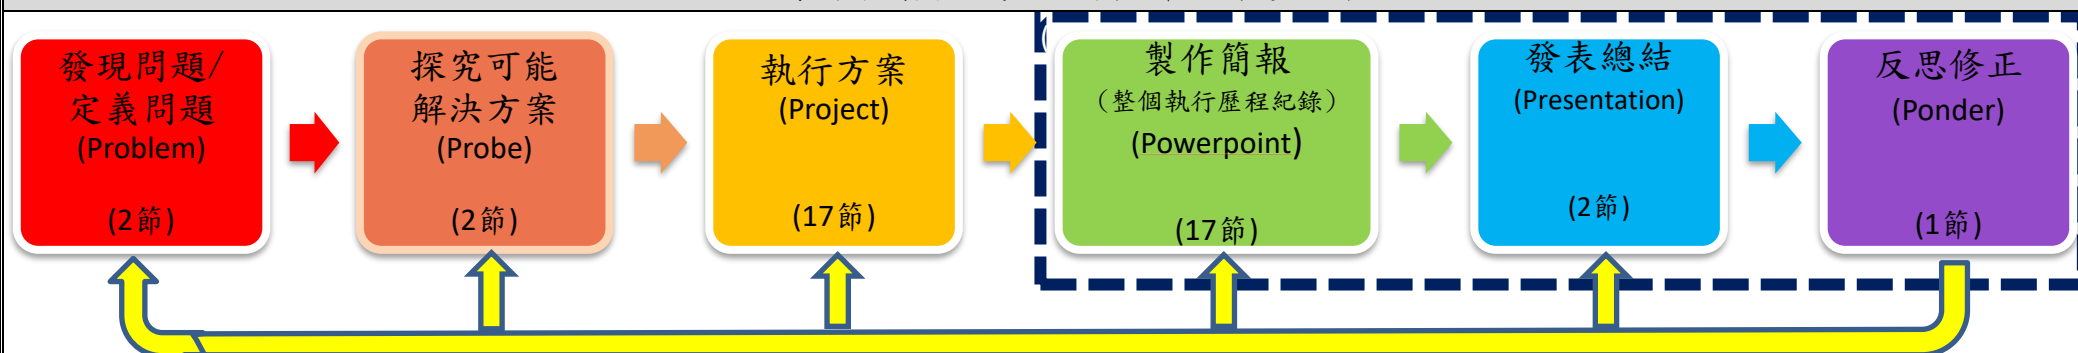 發現問題/
定義問題
(Problem)
(2節)
探究可能
解決方案
(Probe)
(2節)
執行方案
(Project)
(17節)
製作簡報
（整個執行歷程紀錄）
(Powerpoint)
(17節)
發表總結
(Presentation)
(2節)
反思修正
(Ponder)
(1節)